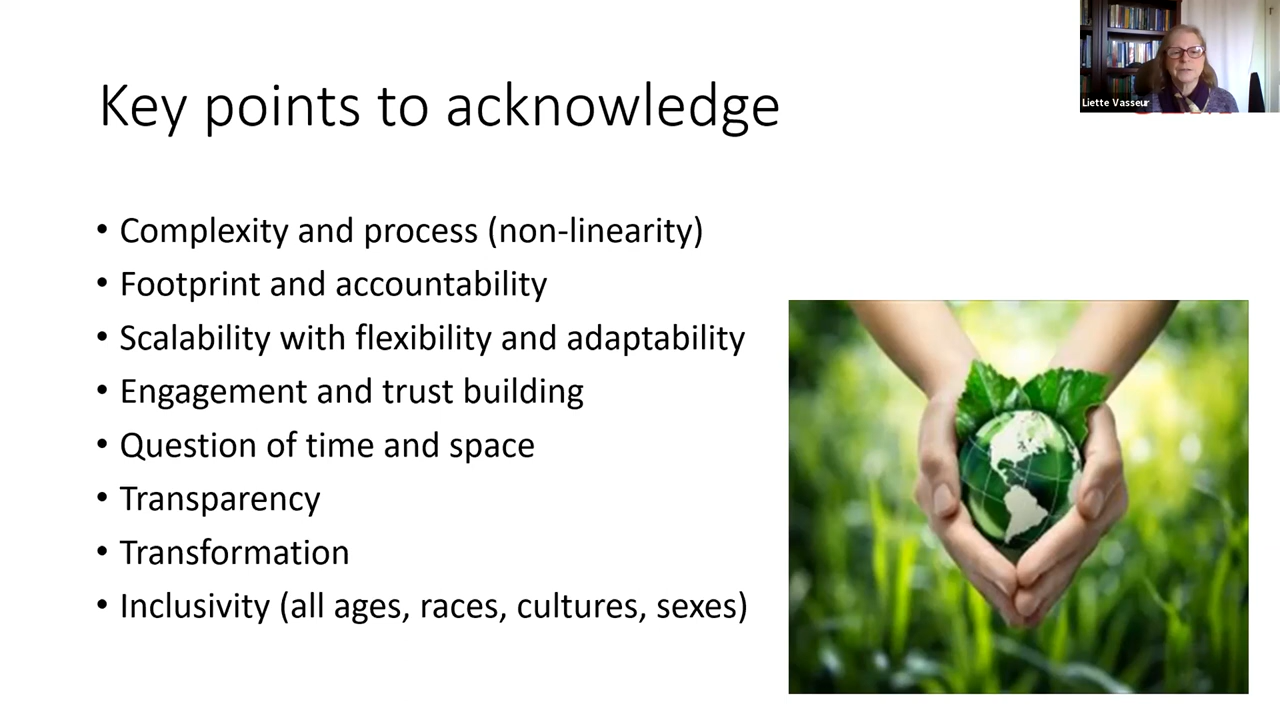 Key points to acknowledge
Liette Vasseur
• Complexity and process (non-linearity)
• Footprint and accountability
• Scalability with flexibility and adaptability
• Engagement and trust building
• Question of time and space
• Transparency
• Transformation
• Inclusivity (all ages, races, cultures, sexes)